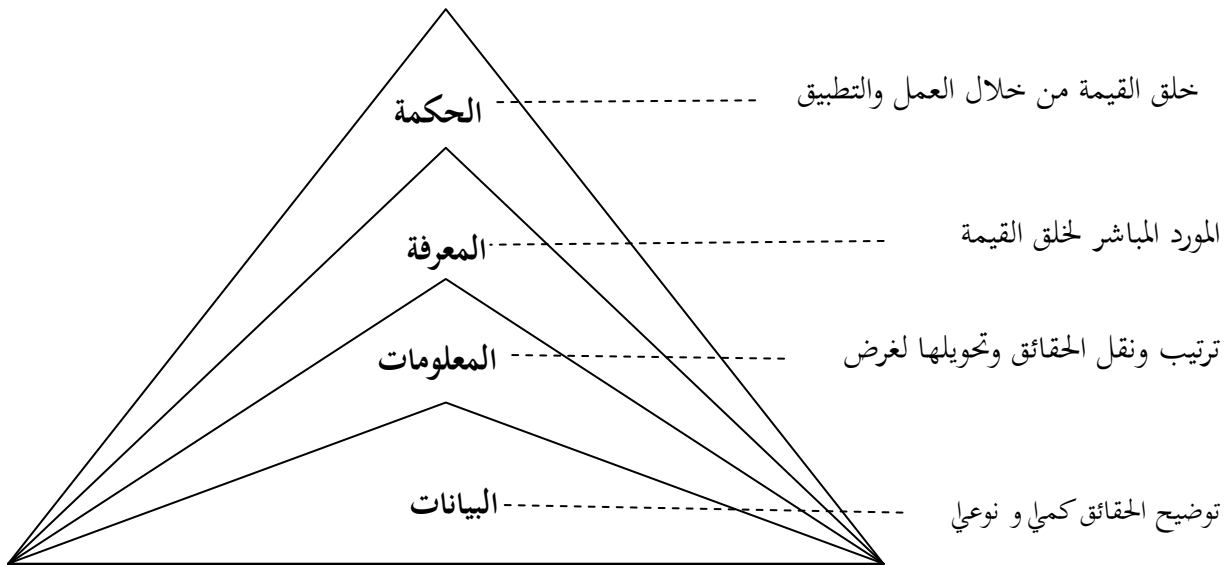 خلق القيمة من خلال العمل والتطبيق
الحكمة
المورد المباشر لخلق القيمة
المعرفة
ترتيب ونقل الحقائق وتحويلها لغرض
المعلومات
توضيح الحقائق كمي و نوعي
البيانات